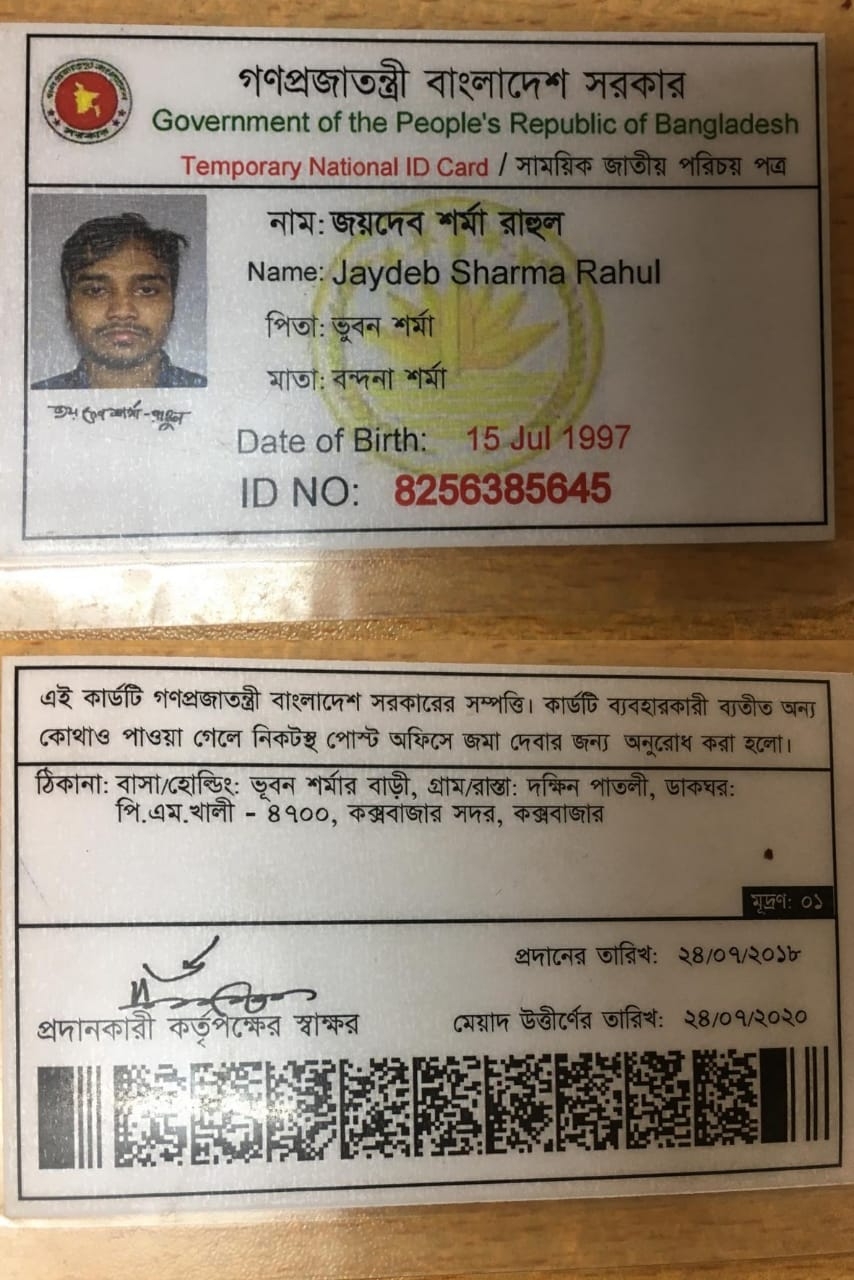 গণপ্রজাতন্ত্রী বাংলাদেশ সরকার
Government of the People's Republic of Bangladesh
Temporary National ID Card / সাময়িক জাতীয় পরিচয় পত্র
নাম: জয়দেব শর্মা রাহুল
Name: Jaydeb Sharma Rahul
পিতা: ভুবন শর্মা
মাতা: বন্দনা শর্মা
Date of Birth: 15 Jul 1997
ID NO: 8256385645
এই কার্ডটি গণপ্রজাতন্ত্রী বাংলাদেশ সরকারের সম্পত্তি। কার্ডটি ব্যবহারকারী ব্যতীত অন্য
কোথাও পাওয়া গেলে নিকটস্থ পোস্ট অফিসে জমা দেবার জন্য অনুরোধ করা হলো।
ঠিকানা: বাসা/হোল্ডিং: ভূবন শর্মার বাড়ী, গ্রাম/রাস্তা: দক্ষিন পাতলী, ডাকঘর:
পি.এম.খালী - ৪৭০০, কক্সবাজার সদর, কক্সবাজার
মূদ্রণ: ০১
প্রদানের তারিখ: ২৪/০৭/২০১৮
প্রদানকারী কর্তৃপক্ষের স্বাক্ষর
মেয়াদ উত্তীর্ণের তারিখ: ২৪/০৭/২০২০